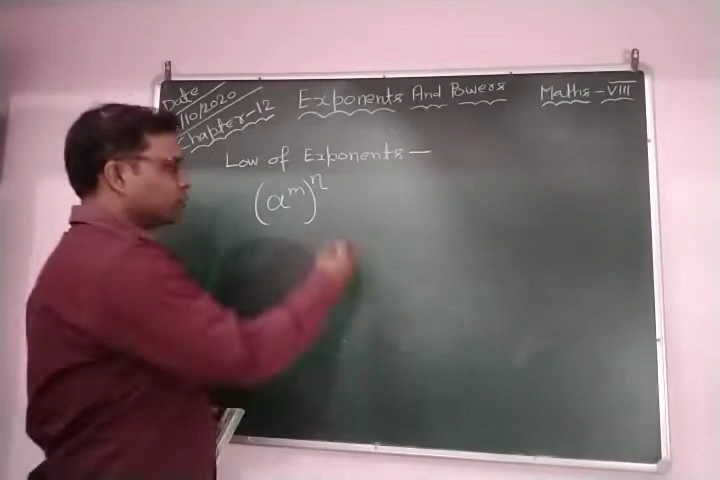 Date
/10/2020
Chapter-12
Exponents And Powers
Maths-VIII
Law of Exponents —
(a^m)^n